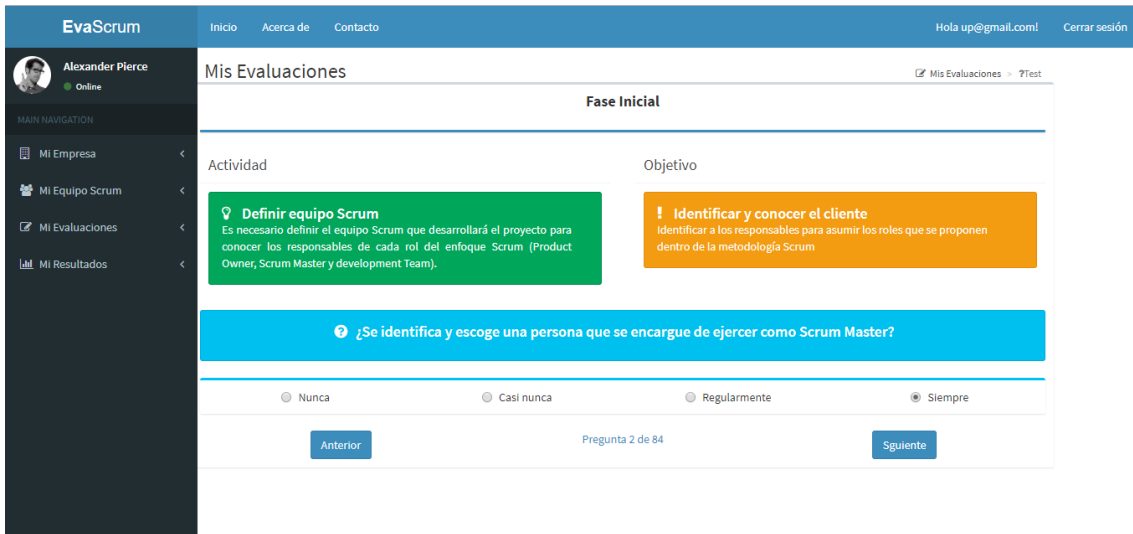 EvaScrum
Inicio Acerca de Contacto
Hola up@gmail.com! Cerrar sesión
Alexander Pierce
Online
MAIN NAVIGATION
Mi Empresa
Mi Equipo Scrum
Mi Evaluaciones
Mi Resultados
Mis Evaluaciones
Mis Evaluaciones > ?Test
Fase Inicial
Actividad
Definir equipo Scrum
Es necesario definir el equipo Scrum que desarrollará el proyecto para
conocer los responsables de cada rol del enfoque Scrum (Product
Owner, Scrum Master y development Team).
Objetivo
! Identificar y conocer el cliente
Identificar a los responsables para asumir los roles que se proponen
dentro de la metodología Scrum
? ¿Se identifica y escoge una persona que se encargue de ejercer como Scrum Master?
Nunca Casi nunca Regularmente Siempre
Anterior
Pregunta 2 de 84
Sguiente